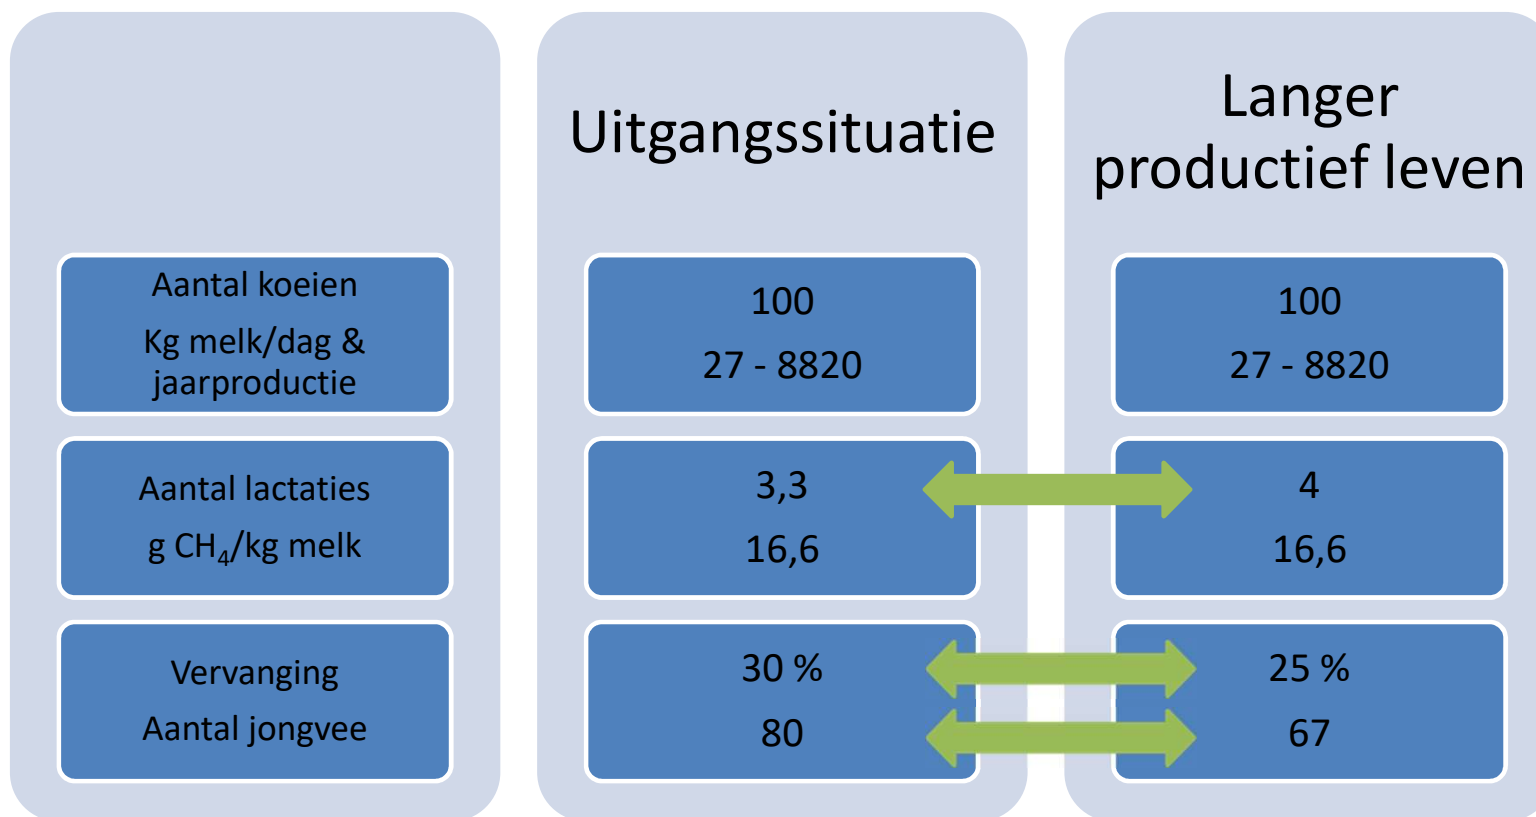 Uitgangssituatie
Langer
productief leven
Aantal koeien
Kg melk/dag &
jaarproductie
100
27 - 8820
100
27 - 8820
Aantal lactaties
g CH₄/kg melk
3,3
16,6
4
16,6
Vervanging
Aantal jongvee
30 %
80
25 %
67